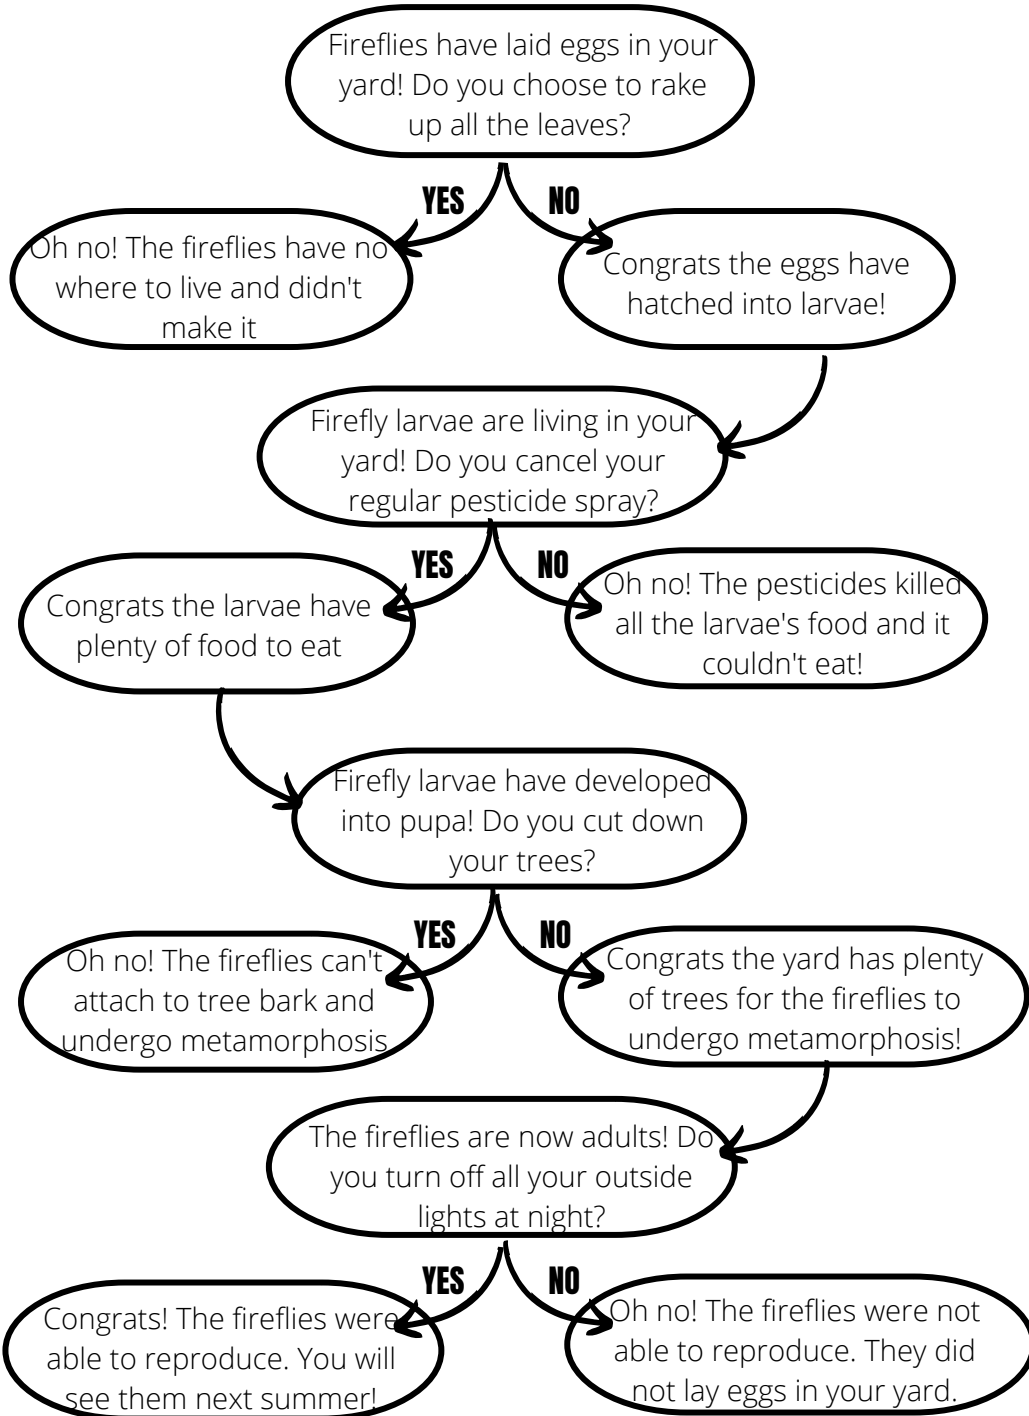 Fireflies have laid eggs in your
yard! Do you choose to rake
up all the leaves?
YES
NO
Oh no! The fireflies have no
where to live and didn't
make it
Congrats the eggs have
hatched into larvae!
Firefly larvae are living in your
yard! Do you cancel your
regular pesticide spray?
YES
NO
Congrats the larvae have
plenty of food to eat
Oh no! The pesticides killed
all the larvae's food and it
couldn't eat!
Firefly larvae have developed
into pupa! Do you cut down
your trees?
YES
NO
Oh no! The fireflies can't
attach to tree bark and
undergo metamorphosis
Congrats the yard has plenty
of trees for the fireflies to
undergo metamorphosis!
The fireflies are now adults! Do
you turn off all your outside
lights at night?
YES
NO
Congrats! The fireflies were
able to reproduce. You will
see them next summer!
Oh no! The fireflies were not
able to reproduce. They did
not lay eggs in your yard.